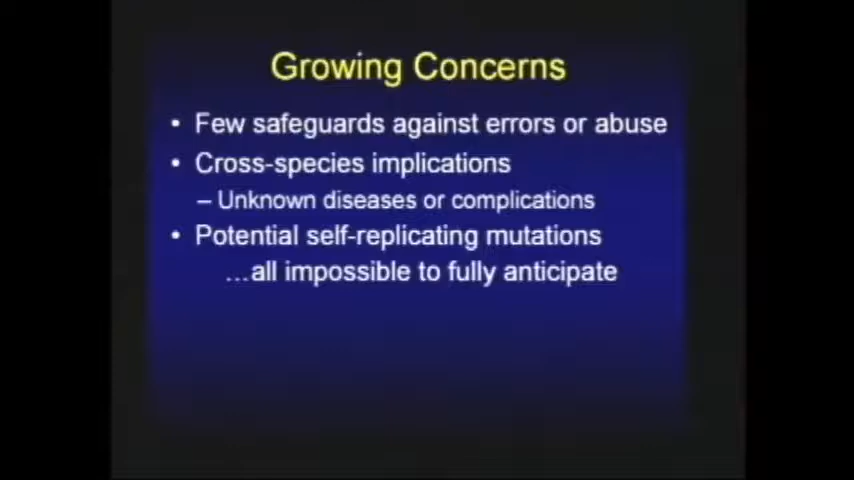 Growing Concerns
• Few safeguards against errors or abuse
• Cross-species implications
– Unknown diseases or complications
• Potential self-replicating mutations
...all impossible to fully anticipate